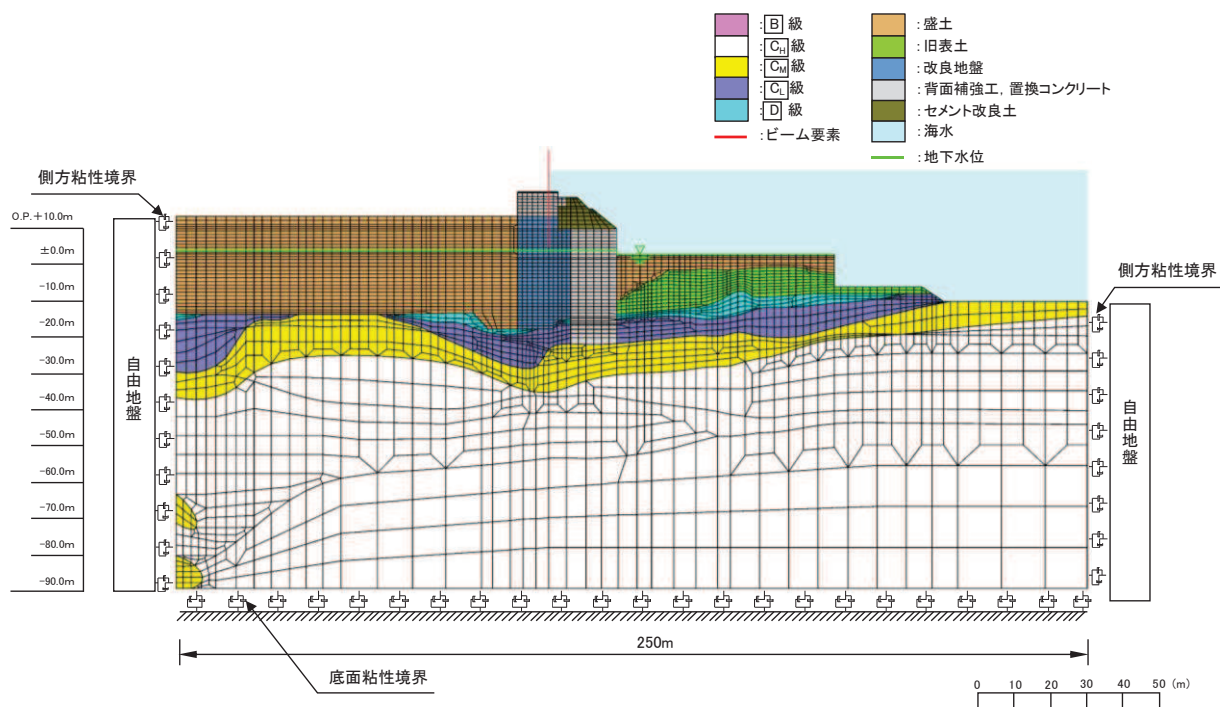 :B 級
:CH級
:CM級
:CL級
:D 級
:ビーム要素
:盛土
:旧表土
:改良地盤
:背面補強工, 置換コンクリート
:セメント改良土
:海水
:地下水位
側方粘性境界
O.P.+10.0m
±0.0m
-10.0m
-20.0m
-30.0m
-40.0m
-50.0m
-60.0m
-70.0m
-80.0m
-90.0m
自由地盤
側方粘性境界
自由地盤
250m
底面粘性境界
0 10 20 30 40 50 (m)